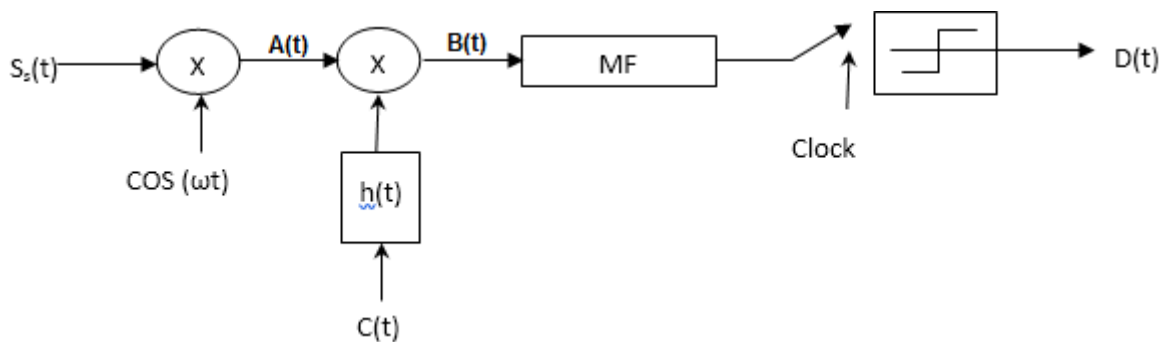 Sₛ(t)
X
A(t)
X
B(t)
MF
D(t)
Clock
COS (ωt)
h(t)
C(t)